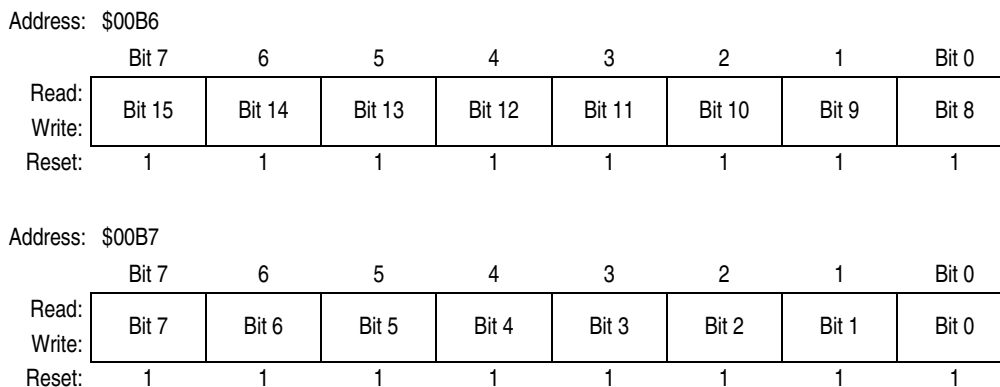 Address: $00B6
Bit 7 6 5 4 3 2 1 Bit 0
Read:
Bit 15 Bit 14 Bit 13 Bit 12 Bit 11 Bit 10 Bit 9 Bit 8
Write:
Reset: 1 1 1 1 1 1 1 1
Address: $00B7
Bit 7 6 5 4 3 2 1 Bit 0
Read:
Bit 7 Bit 6 Bit 5 Bit 4 Bit 3 Bit 2 Bit 1 Bit 0
Write:
Reset: 1 1 1 1 1 1 1 1